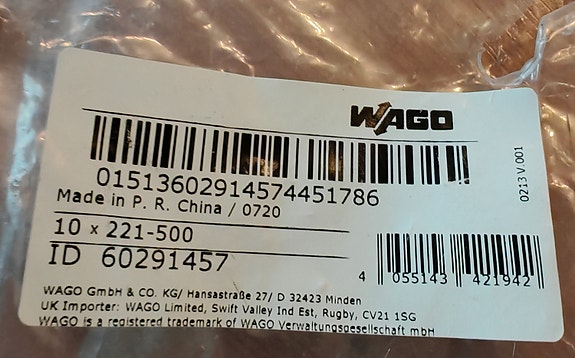 WAGO
01513602914574451786
Made in P. R. China / 0720
10 x 221-500
ID 60291457
4 055143 421942
0213 V.001
WAGO GmbH & CO. KG/ Hansastraße 27/ D 32423 Minden
UK Importer: WAGO Limited, Swift Valley Ind Est, Rugby, CV21 1SG
WAGO is a registered trademark of WAGO Verwaltungsgesellschaft mbH